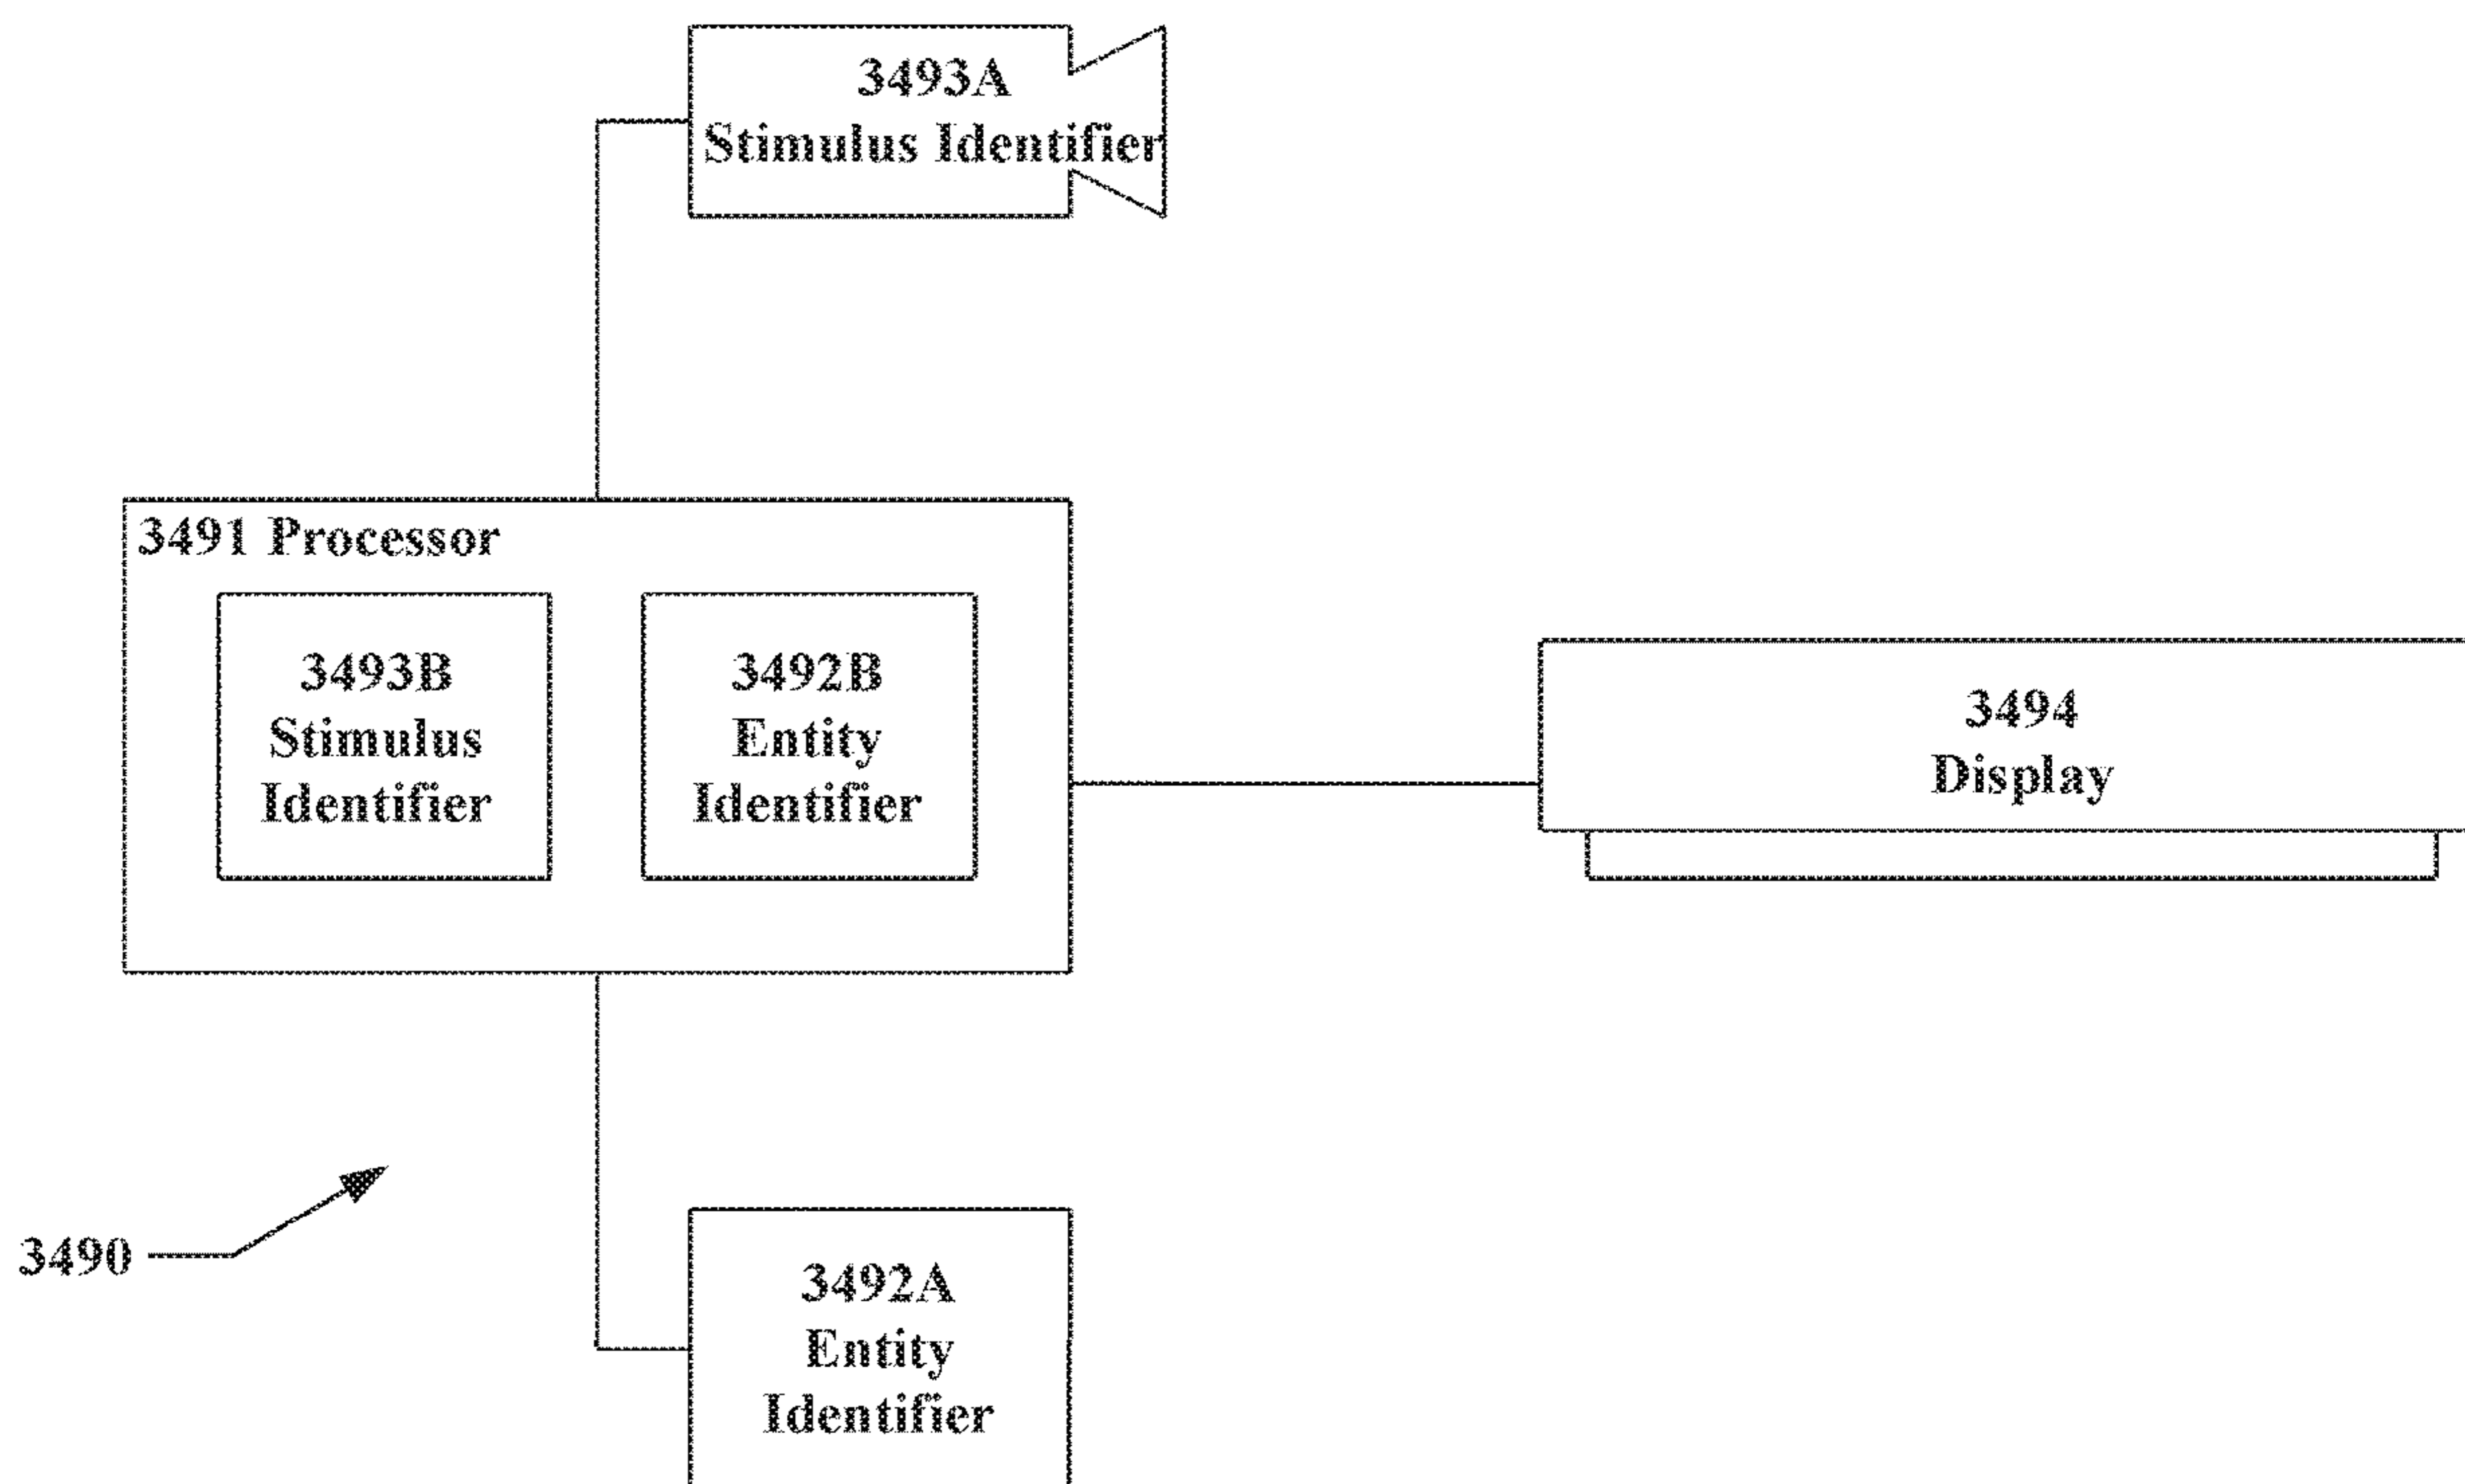 3493A
Stimulus Identifier
3491 Processor
3493B
Stimulus
Identifier
3492B
Entity
Identifier
3494
Display
3490
3492A
Entity
Identifier